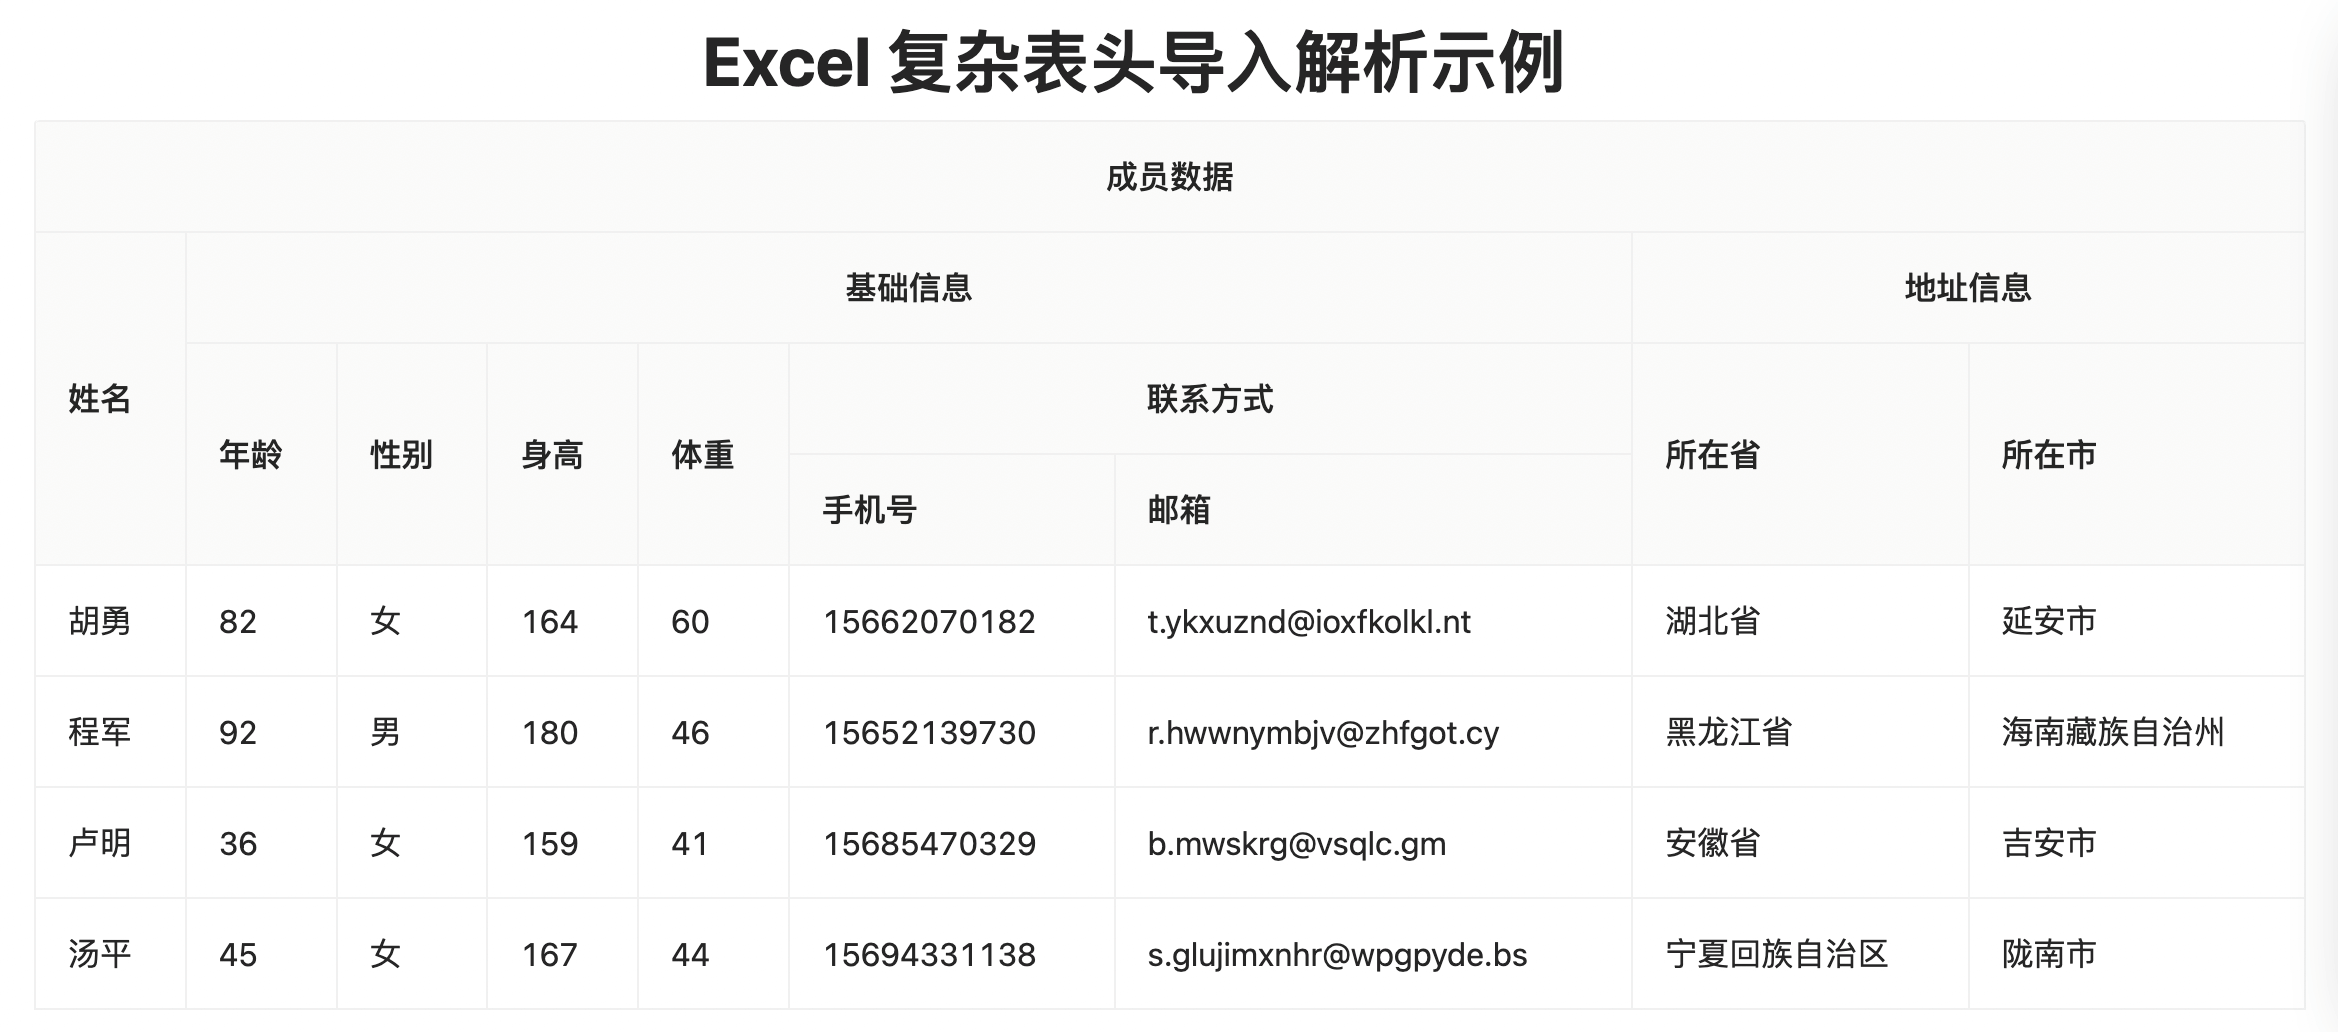 Excel 复杂表头导入解析示例
成员数据
姓名 基础信息 地址信息
年龄 性别 身高 体重 联系方式 所在省 所在市
手机号 邮箱
胡勇 82 女 164 60 15662070182 t.ykxuznd@ioxfkolkl.nt 湖北省 延安市
程军 92 男 180 46 15652139730 r.hwwnymbjv@zhfgot.cy 黑龙江省 海南藏族自治州
卢明 36 女 159 41 15685470329 b.mwskrg@vsqlc.gm 安徽省 吉安市
汤平 45 女 167 44 15694331138 s.glujimxnhr@wpgpyde.bs 宁夏回族自治区 陇南市